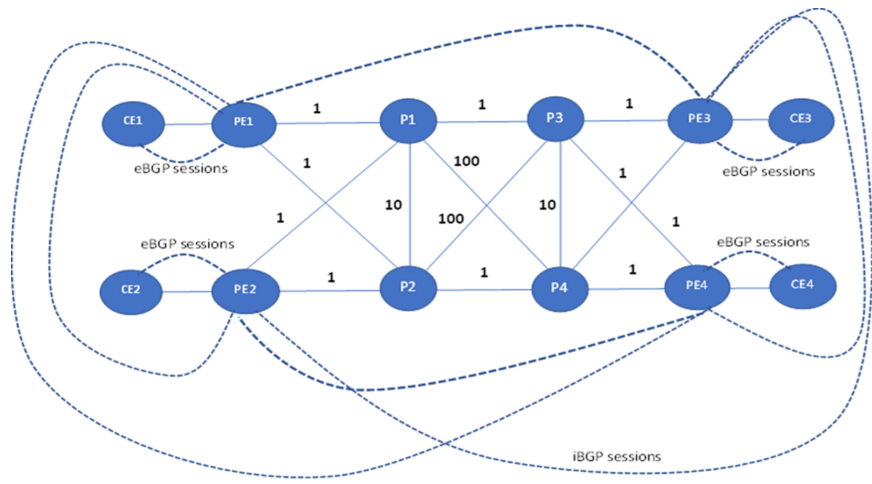 1
1
1
CE1
PE1
P1
P3
PE3
CE3
eBGP sessions
1
100
1
eBGP sessions
1
10
100
10
1
eBGP sessions
eBGP sessions
CE2
PE2
1
P2
1
P4
1
PE4
CE4
iBGP sessions